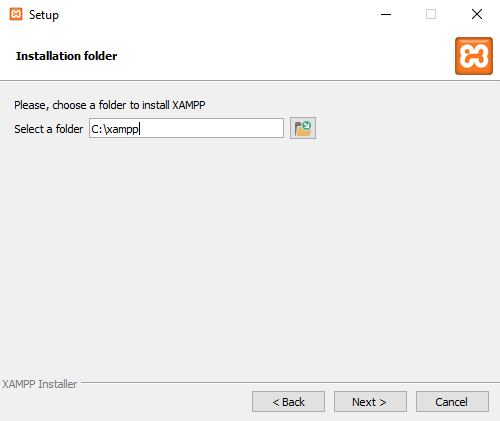 Setup
Installation folder
Please, choose a folder to install XAMPP
Select a folder C:\xampp
XAMPP Installer
< Back Next > Cancel